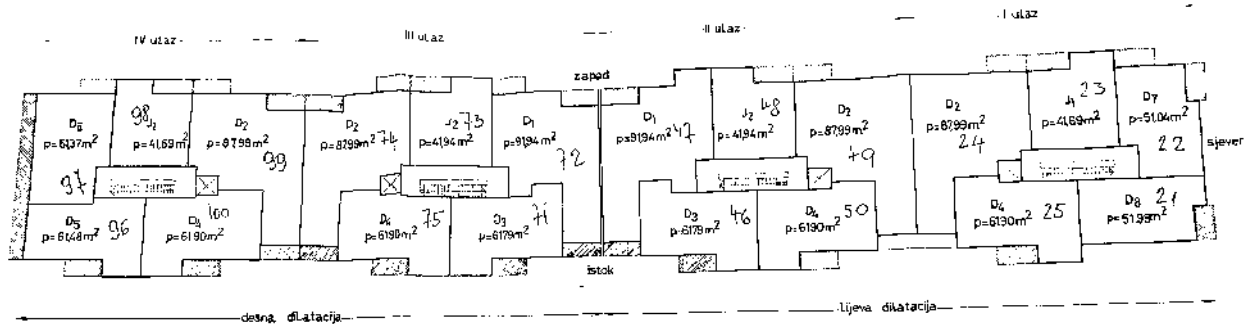 IV ulaz
III ulaz
II ulaz
I ulaz
zapad
D₆
p=61,37m²
97
98
J₁
p=41,69m²
D₂
p=87,99m²
99
D₂
p=87,99m²
74
J₂
73
p=41,94m²
D₁
p=91,94m²
72
D₁
p=91,94m²
47
J₂
48
p=41,94m²
D₂
p=87,99m²
49
D₂
p=87,99m²
24
J₁
23
p=41,69m²
D₇
p=51,04m²
22
sjever
D₅
p=61,48m²
96
D₄
100
p=61,90m²
D₄
p=61,90m²
75
D₃
p=61,79m²
71
D₃
p=61,79m²
46
D₄
p=61,90m²
50
D₄
p=61,90m²
25
D₈
p=51,99m²
21
istok
desna dilatacija
lijeva dilatacija